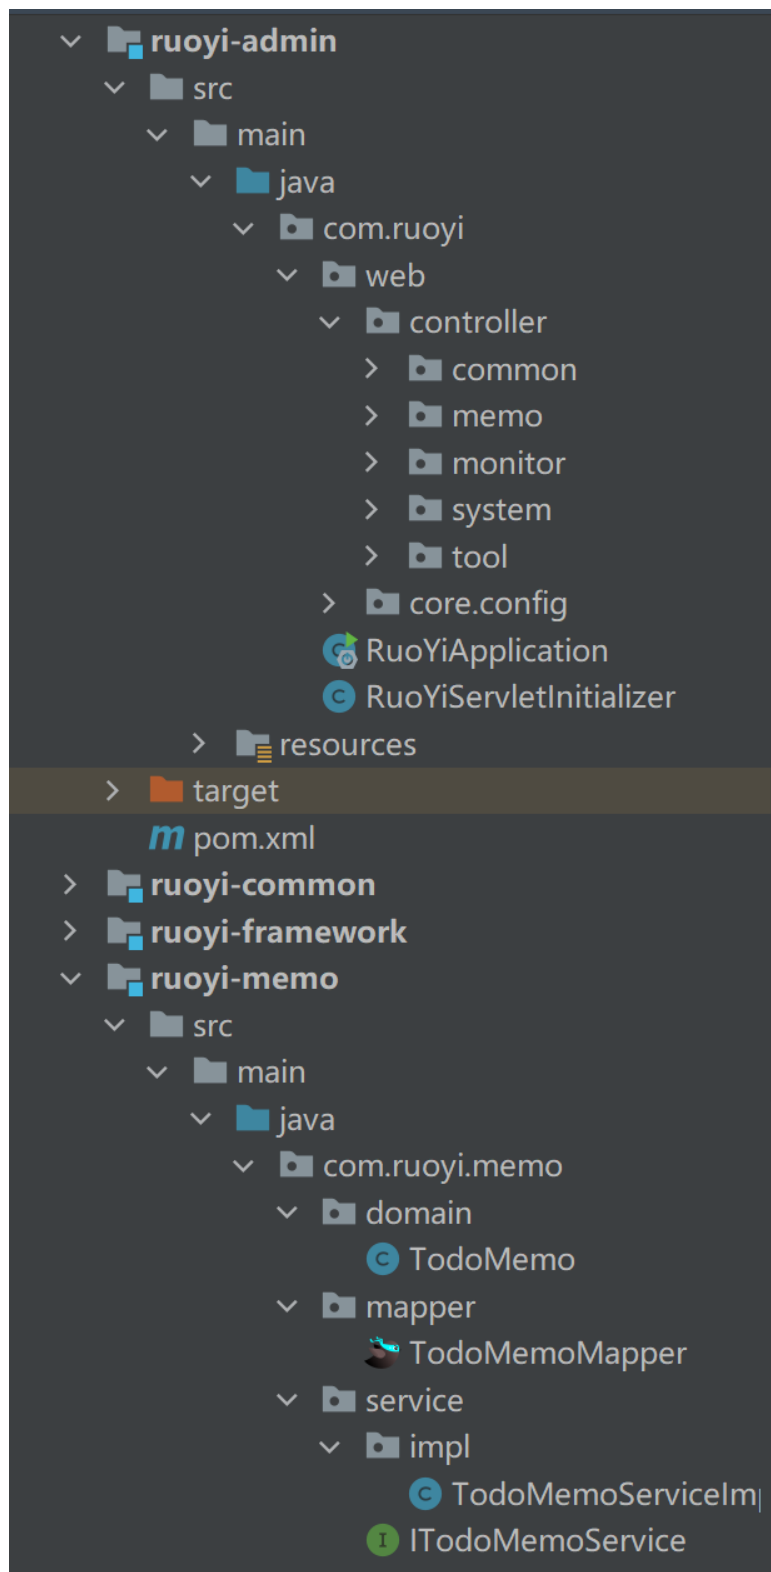 ruoyi-admin
src
main
java
com.ruoyi
web
controller
common
memo
monitor
system
tool
core.config
RuoYiApplication
RuoYiServletInitializer
resources
target
pom.xml
ruoyi-common
ruoyi-framework
ruoyi-memo
src
main
java
com.ruoyi.memo
domain
TodoMemo
mapper
TodoMemoMapper
service
impl
TodoMemoServiceImp
ITodoMemoService